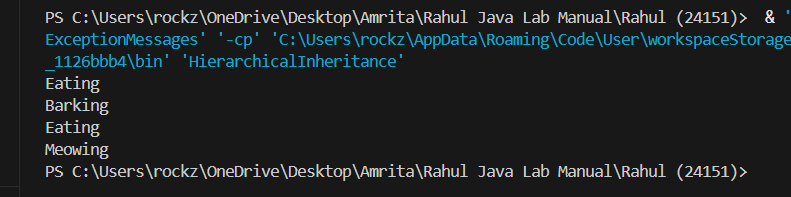 PS C:\Users\rockz\OneDrive\Desktop\Amrita\Rahul Java Lab Manual\Rahul (24151)>  & '
ExceptionMessages' '-cp' 'C:\Users\rockz\AppData\Roaming\Code\User\workspaceStorage
_1126bbb4\bin' 'HierarchicalInheritance'
Eating
Barking
Eating
Meowing
PS C:\Users\rockz\OneDrive\Desktop\Amrita\Rahul Java Lab Manual\Rahul (24151)>